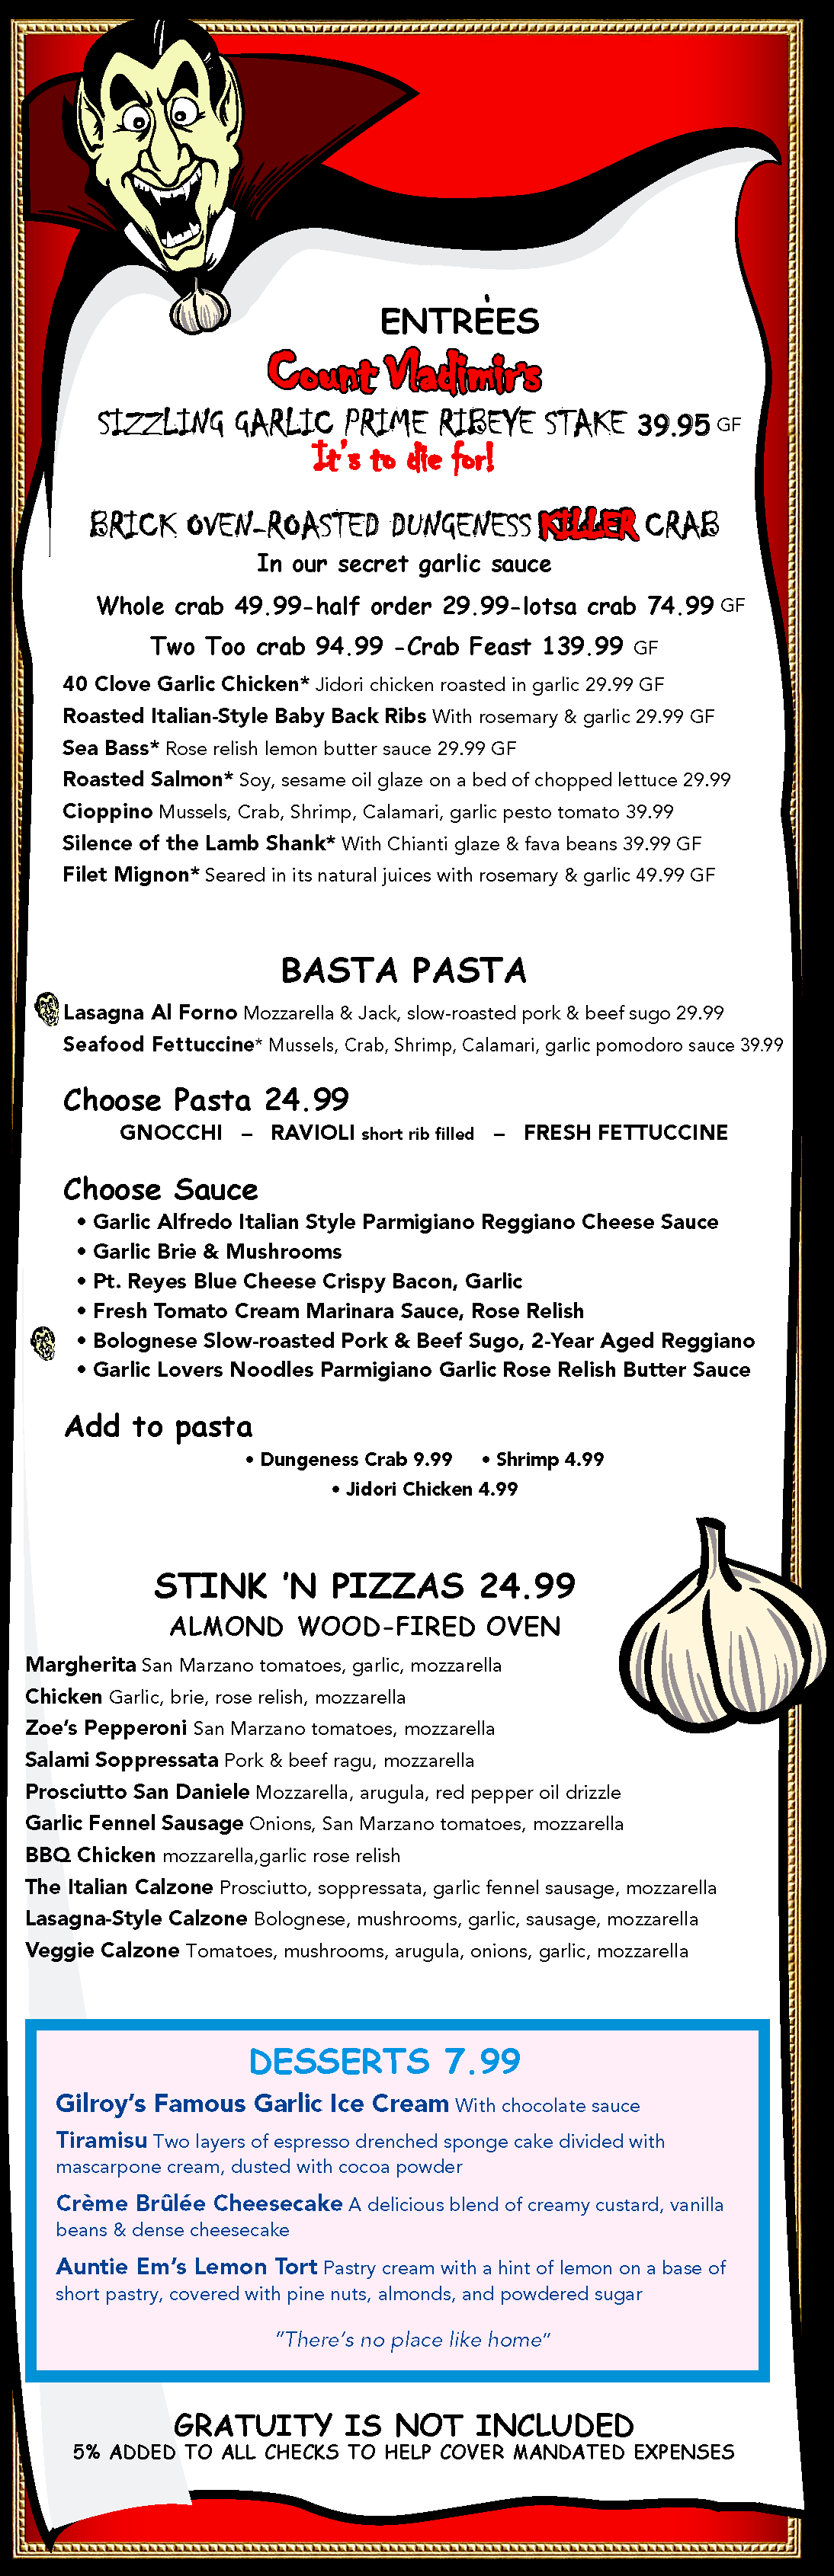 ENTRÉES
Count Vladimir's
SIZZLING GARLIC PRIME RIBEYE STAKE 39.95 GF
It's to die for!
BRICK OVEN-ROASTED DUNGENESS KILLER CRAB
In our secret garlic sauce
Whole crab 49.99-half order 29.99-lotsa crab 74.99 GF
Two Too crab 94.99 -Crab Feast 139.99 GF
40 Clove Garlic Chicken* Jidori chicken roasted in garlic 29.99 GF
Roasted Italian-Style Baby Back Ribs With rosemary & garlic 29.99 GF
Sea Bass* Rose relish lemon butter sauce 29.99 GF
Roasted Salmon* Soy, sesame oil glaze on a bed of chopped lettuce 29.99
Cioppino Mussels, Crab, Shrimp, Calamari, garlic pesto tomato 39.99
Silence of the Lamb Shank* With Chianti glaze & fava beans 39.99 GF
Filet Mignon* Seared in its natural juices with rosemary & garlic 49.99 GF
BASTA PASTA
Lasagna Al Forno Mozzarella & Jack, slow-roasted pork & beef sugo 29.99
Seafood Fettuccine* Mussels, Crab, Shrimp, Calamari, garlic pomodoro sauce 39.99
Choose Pasta 24.99
GNOCCHI – RAVIOLI short rib filled – FRESH FETTUCCINE
Choose Sauce
• Garlic Alfredo Italian Style Parmigiano Reggiano Cheese Sauce
• Garlic Brie & Mushrooms
• Pt. Reyes Blue Cheese Crispy Bacon, Garlic
• Fresh Tomato Cream Marinara Sauce, Rose Relish
• Bolognese Slow-roasted Pork & Beef Sugo, 2-Year Aged Reggiano
• Garlic Lovers Noodles Parmigiano Garlic Rose Relish Butter Sauce
Add to pasta
• Dungeness Crab 9.99 • Shrimp 4.99
• Jidori Chicken 4.99
STINK 'N PIZZAS 24.99
ALMOND WOOD-FIRED OVEN
Margherita San Marzano tomatoes, garlic, mozzarella
Chicken Garlic, brie, rose relish, mozzarella
Zoe's Pepperoni San Marzano tomatoes, mozzarella
Salami Soppressata Pork & beef ragu, mozzarella
Prosciutto San Daniele Mozzarella, arugula, red pepper oil drizzle
Garlic Fennel Sausage Onions, San Marzano tomatoes, mozzarella
BBQ Chicken mozzarella,garlic rose relish
The Italian Calzone Prosciutto, soppressata, garlic fennel sausage, mozzarella
Lasagna-Style Calzone Bolognese, mushrooms, garlic, sausage, mozzarella
Veggie Calzone Tomatoes, mushrooms, arugula, onions, garlic, mozzarella
DESSERTS 7.99
Gilroy's Famous Garlic Ice Cream With chocolate sauce
Tiramisu Two layers of espresso drenched sponge cake divided with
mascarpone cream, dusted with cocoa powder
Crème Brûlée Cheesecake A delicious blend of creamy custard, vanilla
beans & dense cheesecake
Auntie Em's Lemon Tort Pastry cream with a hint of lemon on a base of
short pastry, covered with pine nuts, almonds, and powdered sugar
"There's no place like home"
GRATUITY IS NOT INCLUDED
5% ADDED TO ALL CHECKS TO HELP COVER MANDATED EXPENSES